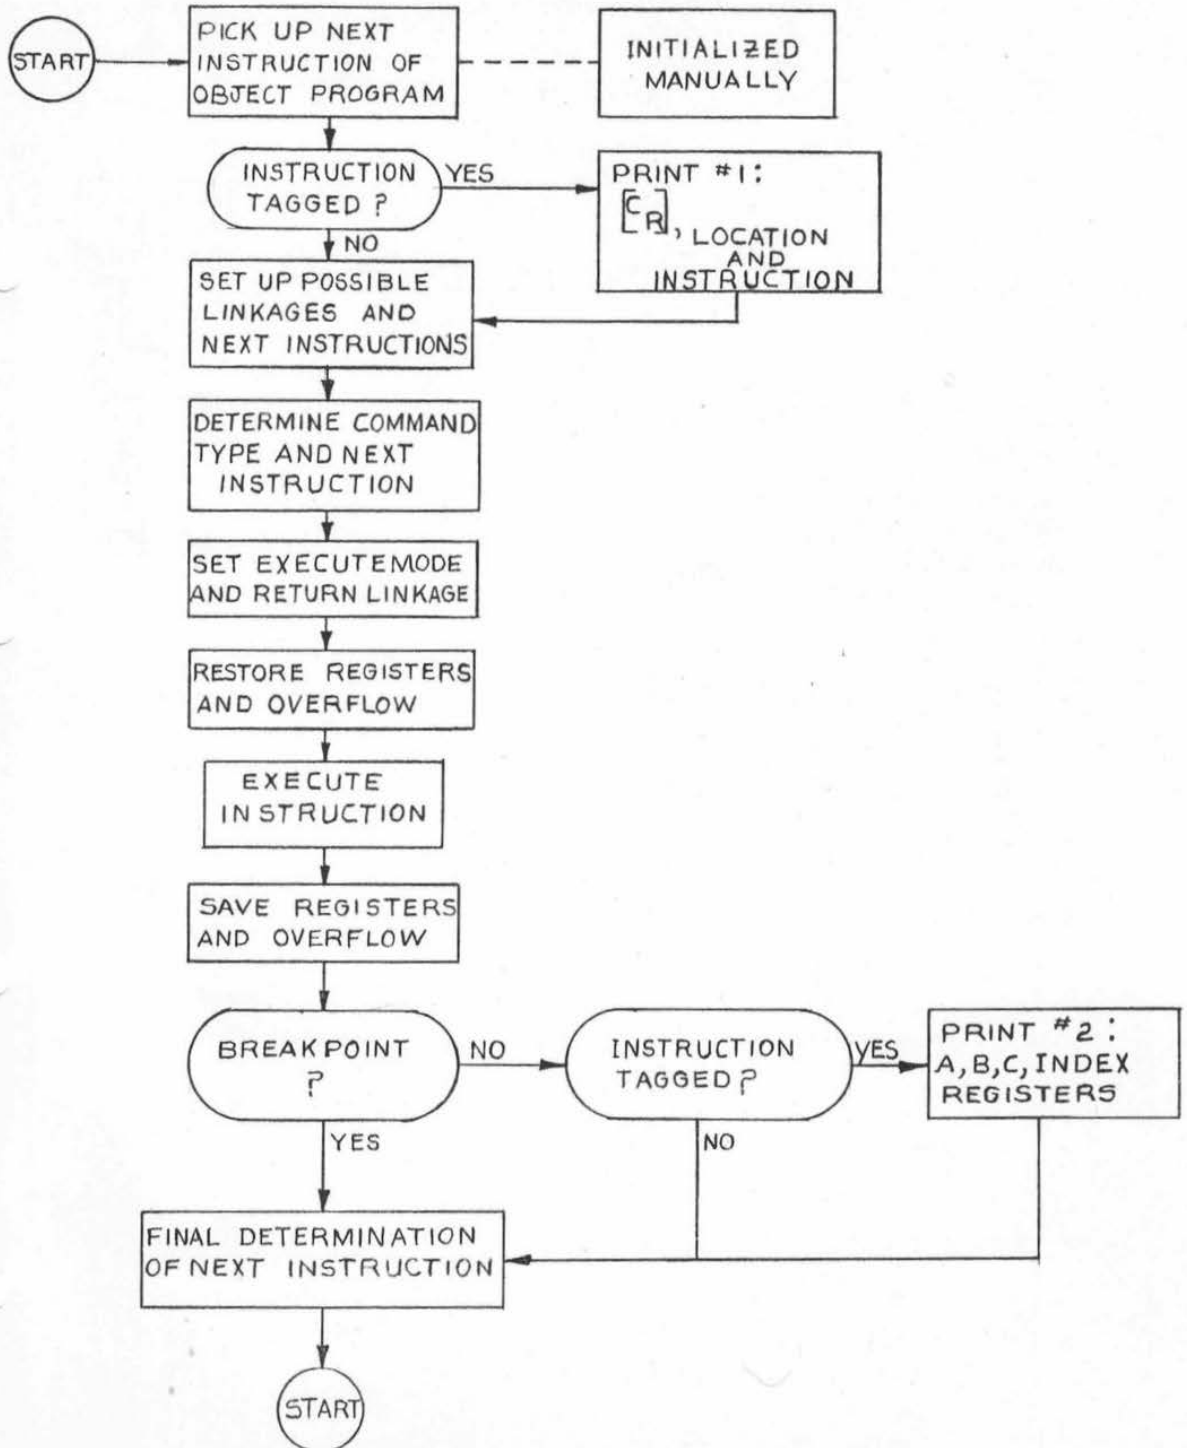 START
PICK UP NEXT
INSTRUCTION OF
OBJECT PROGRAM
INITIALIZED
MANUALLY
INSTRUCTION
TAGGED?
YES
PRINT #1:
[CR], LOCATION
AND
INSTRUCTION
NO
SET UP POSSIBLE
LINKAGES AND
NEXT INSTRUCTIONS
DETERMINE COMMAND
TYPE AND NEXT
INSTRUCTION
SET EXECUTE MODE
AND RETURN LINKAGE
RESTORE REGISTERS
AND OVERFLOW
EXECUTE
INSTRUCTION
SAVE REGISTERS
AND OVERFLOW
BREAKPOINT
?
NO
INSTRUCTION
TAGGED?
YES
PRINT #2:
A,B,C, INDEX
REGISTERS
YES
NO
FINAL DETERMINATION
OF NEXT INSTRUCTION
START